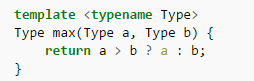 template <typename Type>
Type max(Type a, Type b) {
    return a > b ? a : b;
}